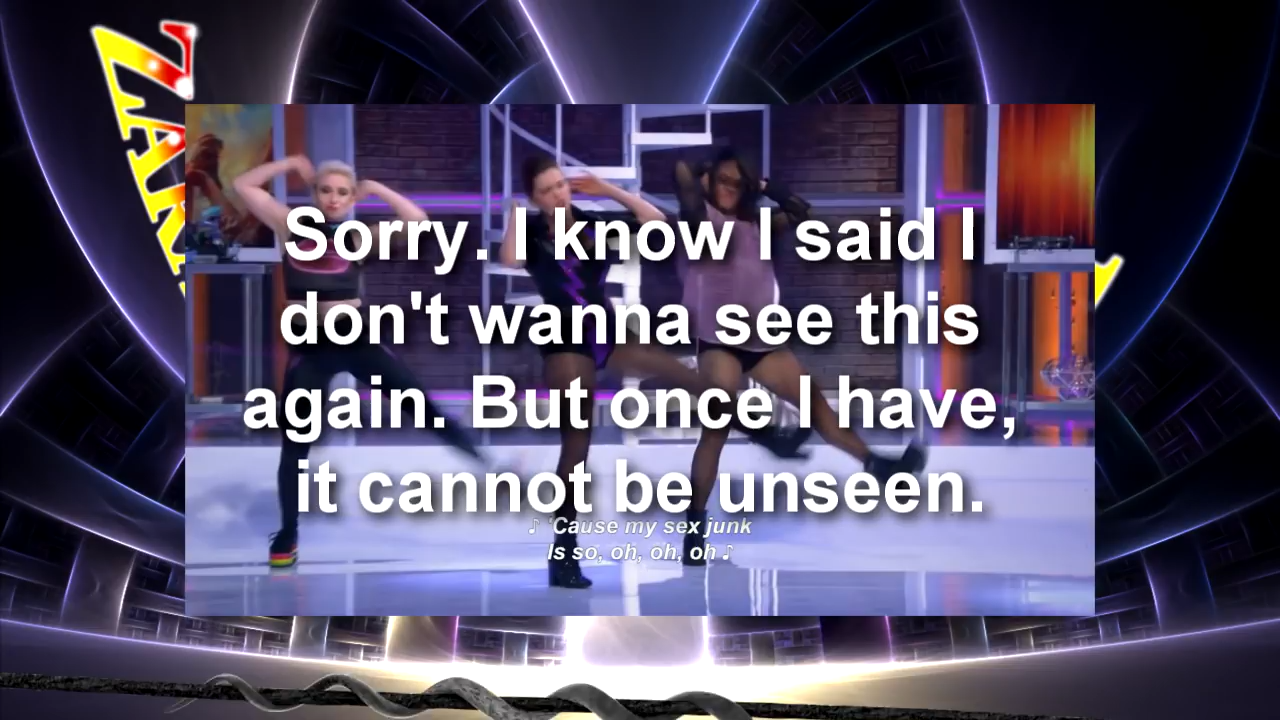 ZAR
Sorry. I know I said I
don't wanna see this
again. But once I have,
it cannot be unseen.
♪ 'Cause my sex junk
Is so, oh, oh, oh ♪